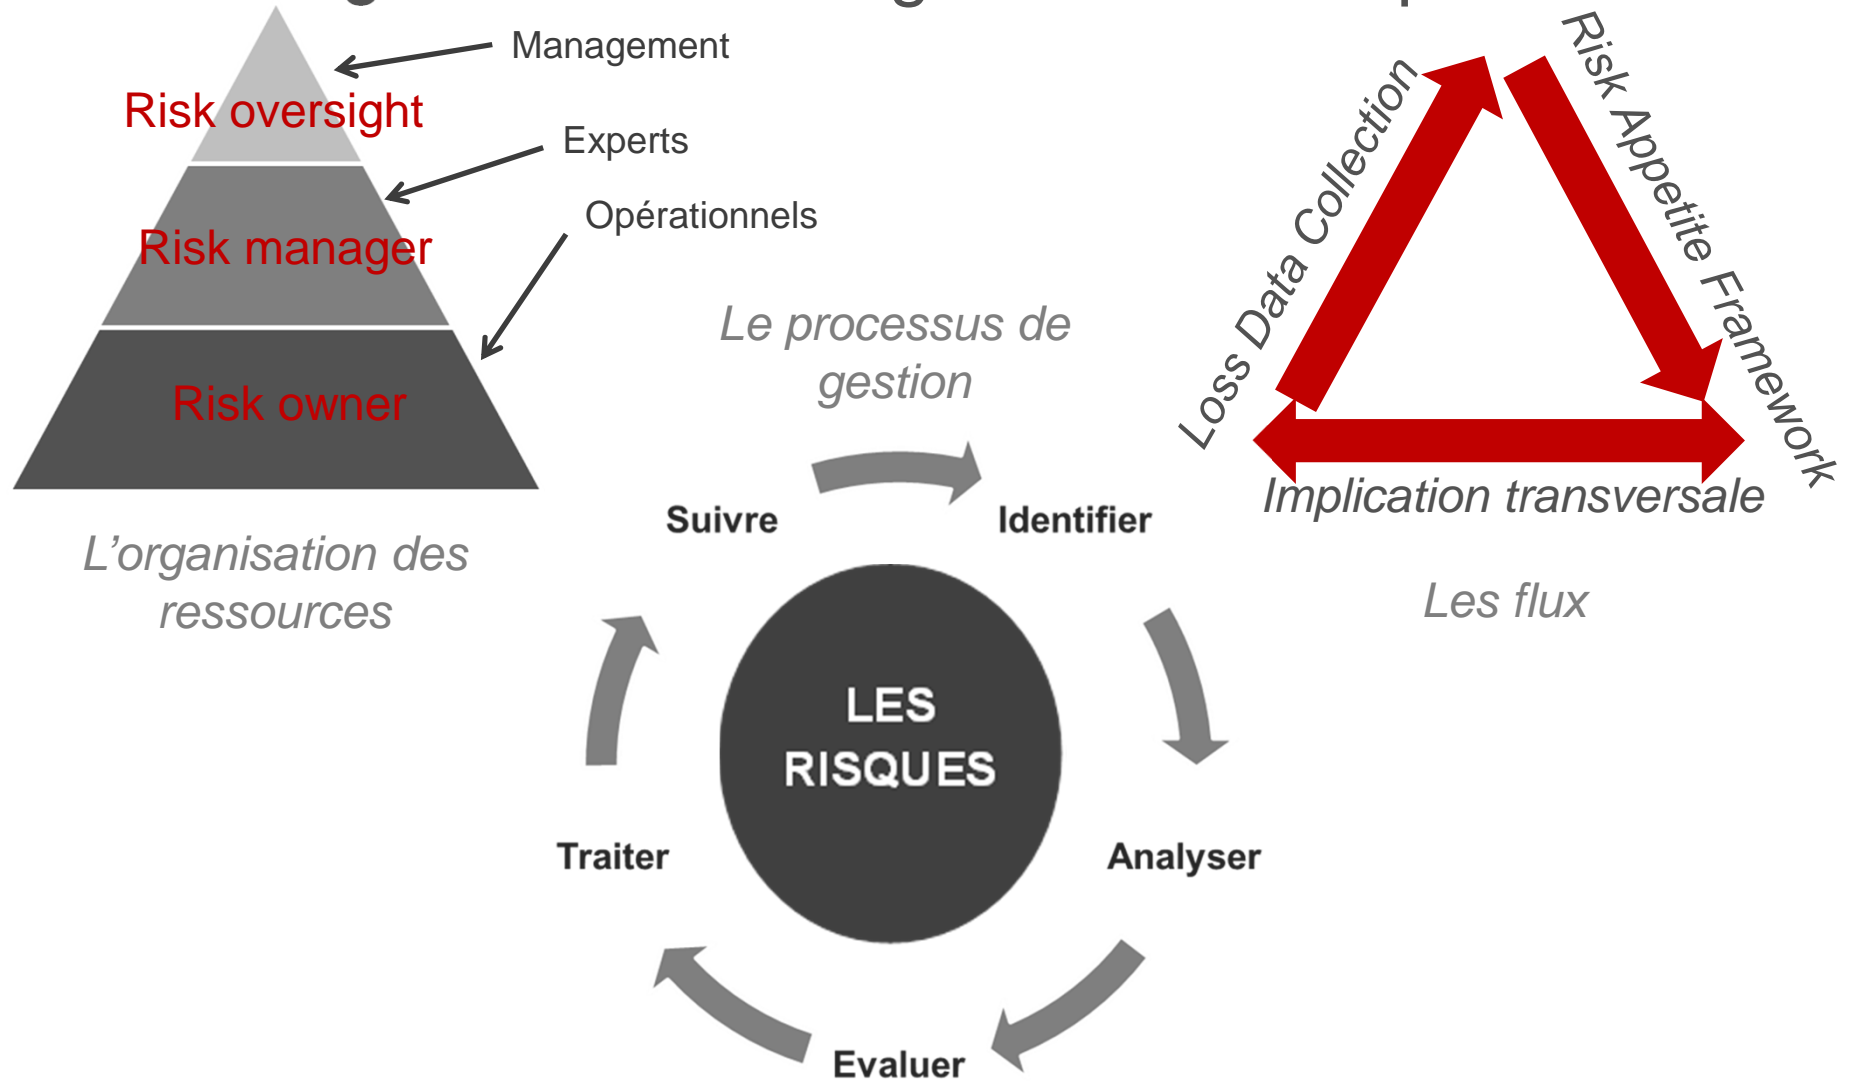 Management
Risk oversight
Experts
Risk manager
Opérationnels
Risk owner
L’organisation des
ressources
Le processus de
gestion
Suivre
Identifier
LES
RISQUES
Traiter
Analyser
Evaluer
Loss Data Collection
Risk Appetite Framework
Implication transversale
Les flux